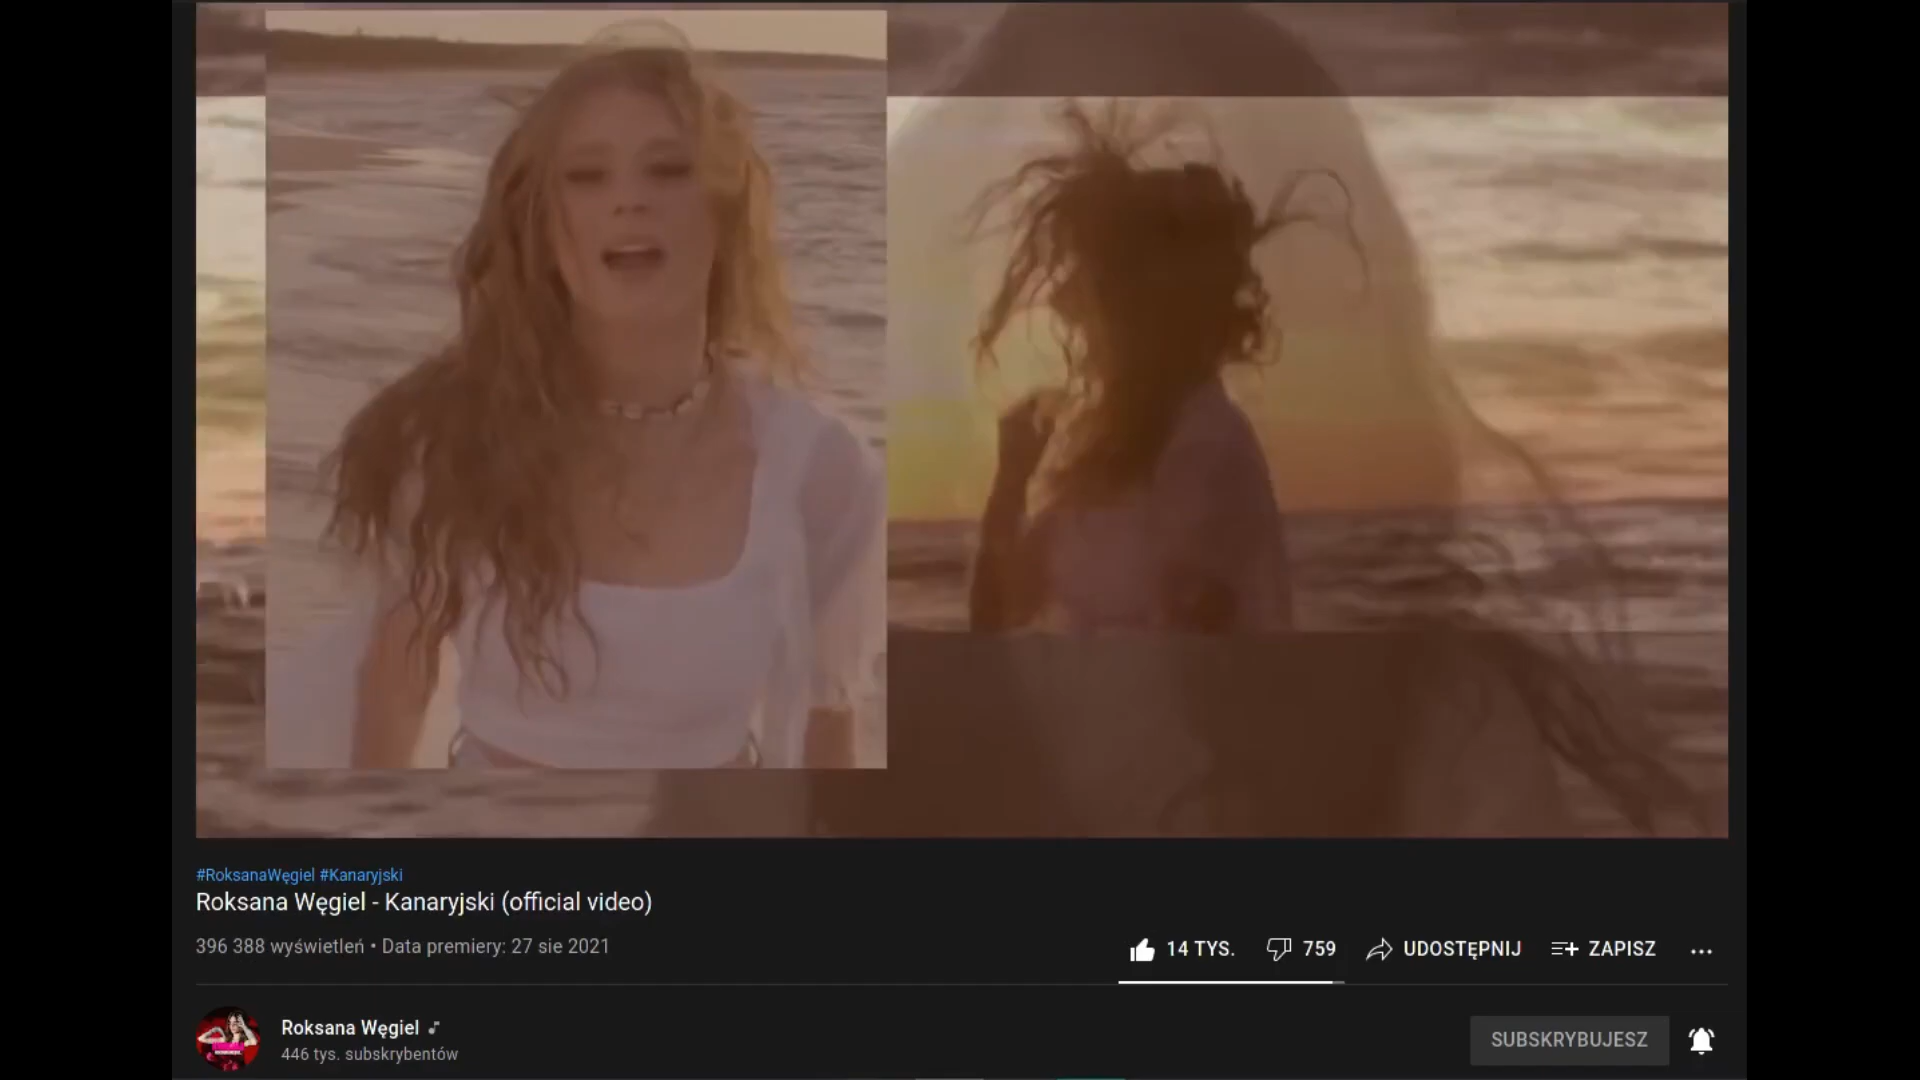 #RoksanaWęgiel #Kanaryjski
Roksana Węgiel - Kanaryjski (official video)
396 388 wyświetleń • Data premiery: 27 sie 2021
14 TYS. 759 UDOSTĘPNIJ ZAPISZ
Roksana Węgiel
446 tys. subskrybentów
SUBSKRYBUJESZ